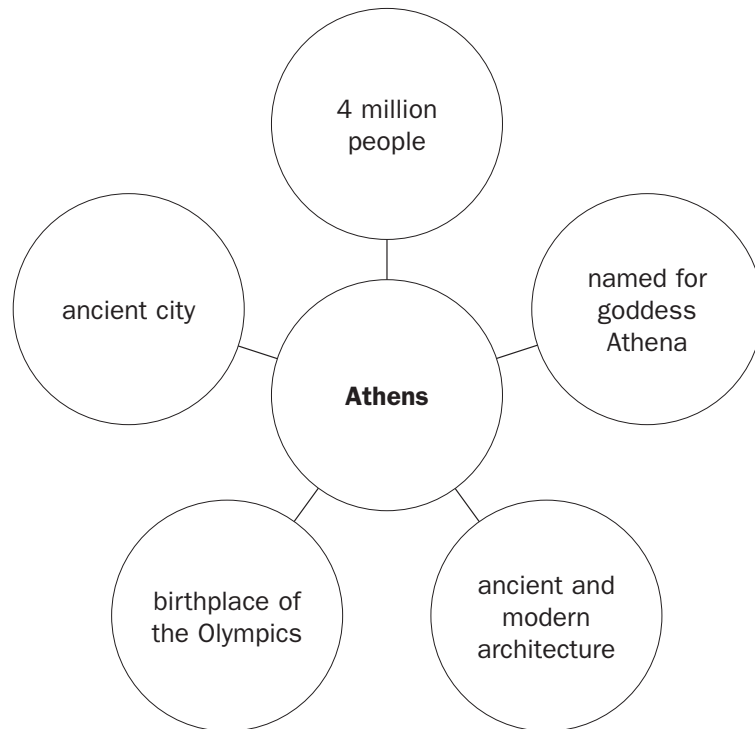 4 million
people
ancient city
named for
goddess
Athena
Athens
birthplace of
the Olympics
ancient and
modern
architecture